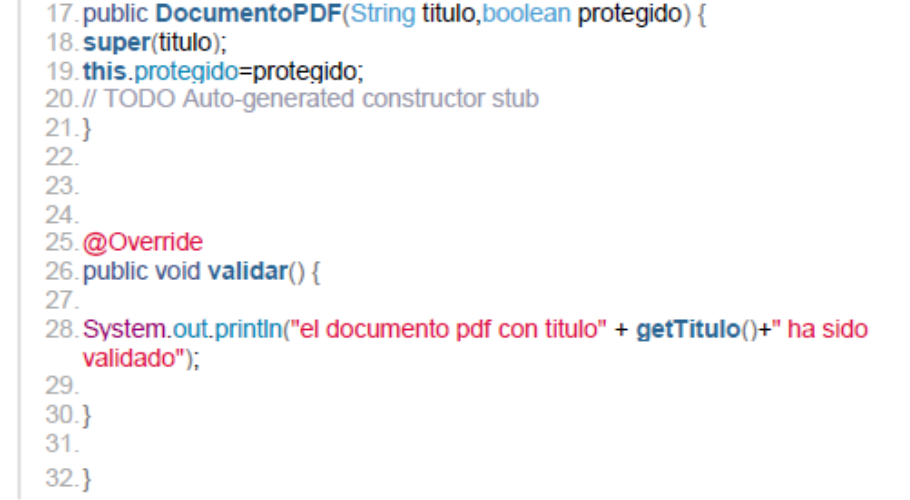 17. public DocumentoPDF(String titulo,boolean protegido) {
18. super(titulo);
19. this.protegido=protegido;
20. // TODO Auto-generated constructor stub
21. }
22.
23.
24.
25. @Override
26. public void validar() {
27.
28. System.out.println("el documento pdf con titulo" + getTitulo()+" ha sido
validado");
29.
30. }
31.
32. }